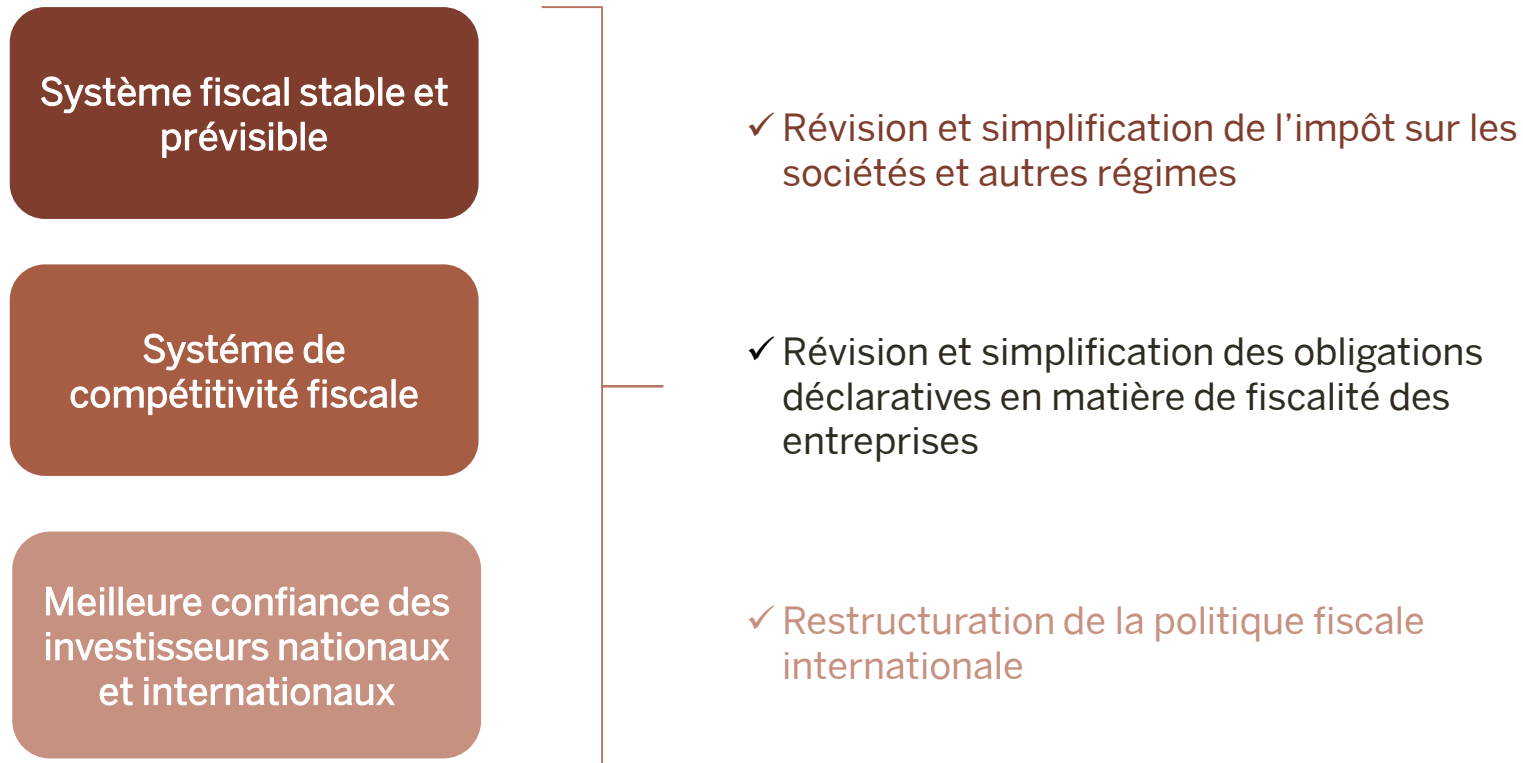 Système fiscal stable et
prévisible
Systéme de
compétitivité fiscale
Meilleure confiance des
investisseurs nationaux
et internationaux
✓ Révision et simplification de l’impôt sur les
sociétés et autres régimes
✓ Révision et simplification des obligations
déclaratives en matière de fiscalité des
entreprises
✓ Restructuration de la politique fiscale
internationale